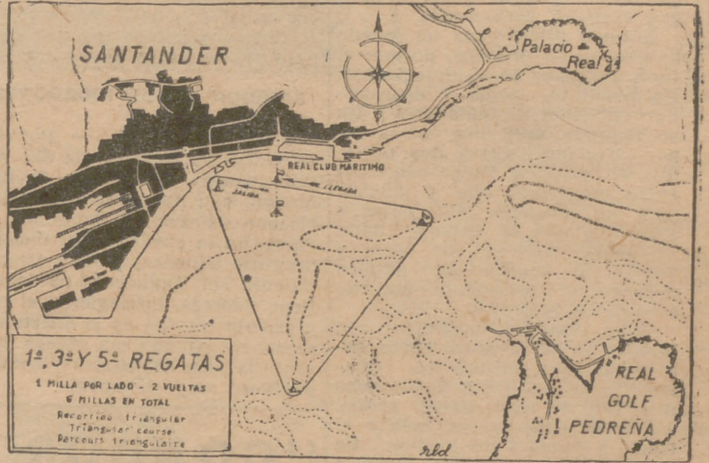 SANTANDER
Palacio
Real
REAL CLUB MARITIMO
SALIDA
LLEGADA
1ª, 3ª Y 5ª REGATAS
1 MILLA POR LADO - 2 VUELTAS
6 MILLAS EN TOTAL
Recorrido triangular
Triangular course
Parcours triangulaire
REAL
GOLF
PEDREÑA